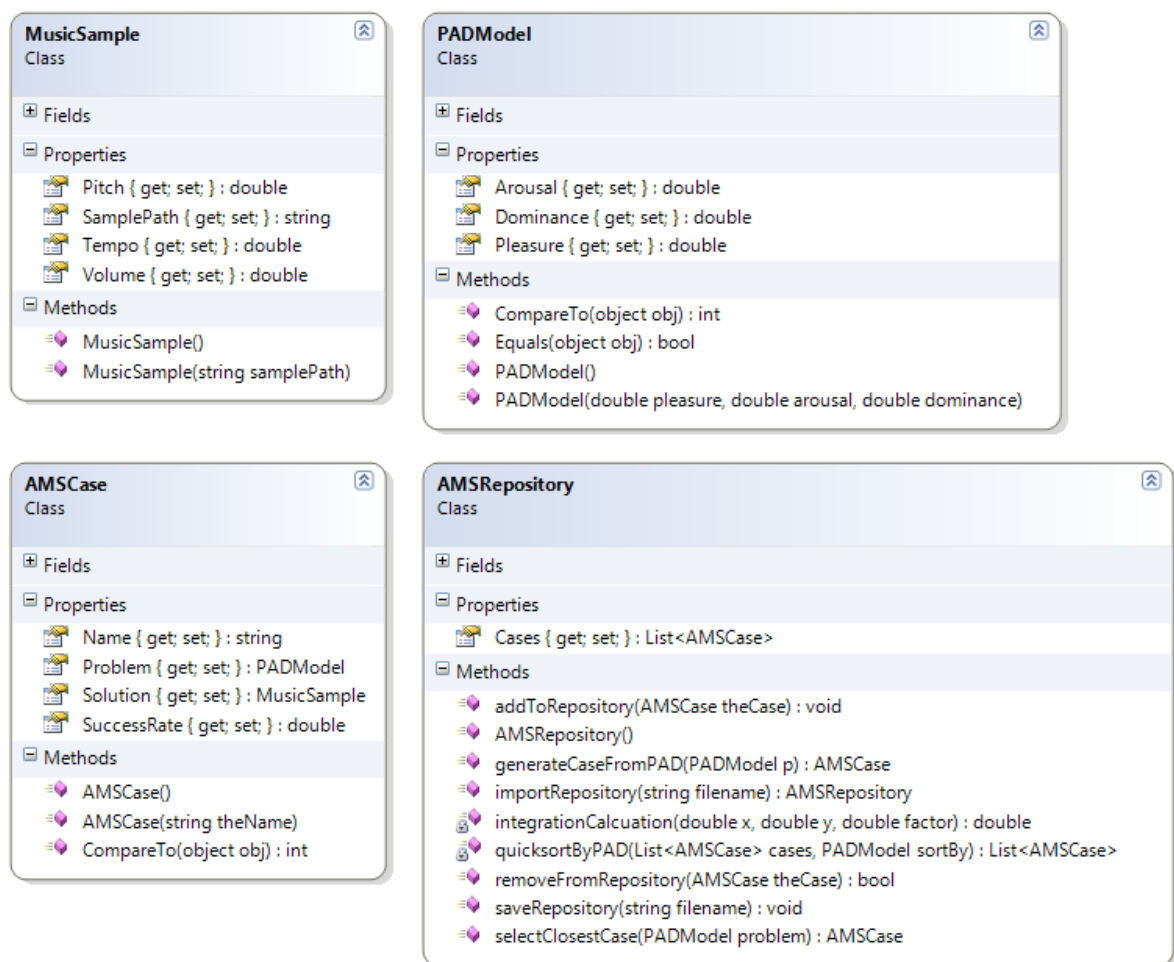 MusicSample
Class
Fields
Properties
Pitch { get; set; } : double
SamplePath { get; set; } : string
Tempo { get; set; } : double
Volume { get; set; } : double
Methods
MusicSample()
MusicSample(string samplePath)
PADModel
Class
Fields
Properties
Arousal { get; set; } : double
Dominance { get; set; } : double
Pleasure { get; set; } : double
Methods
CompareTo(object obj) : int
Equals(object obj) : bool
PADModel()
PADModel(double pleasure, double arousal, double dominance)
AMSCase
Class
Fields
Properties
Name { get; set; } : string
Problem { get; set; } : PADModel
Solution { get; set; } : MusicSample
SuccessRate { get; set; } : double
Methods
AMSCase()
AMSCase(string theName)
CompareTo(object obj) : int
AMSRepository
Class
Fields
Properties
Cases { get; set; } : List<AMSCase>
Methods
addToRepository(AMSCase theCase) : void
AMSRepository()
generateCaseFromPAD(PADModel p) : AMSCase
importRepository(string filename) : AMSRepository
integrationCalcuation(double x, double y, double factor) : double
quicksortByPAD(List<AMSCase> cases, PADModel sortBy) : List<AMSCase>
removeFromRepository(AMSCase theCase) : bool
saveRepository(string filename) : void
selectClosestCase(PADModel problem) : AMSCase